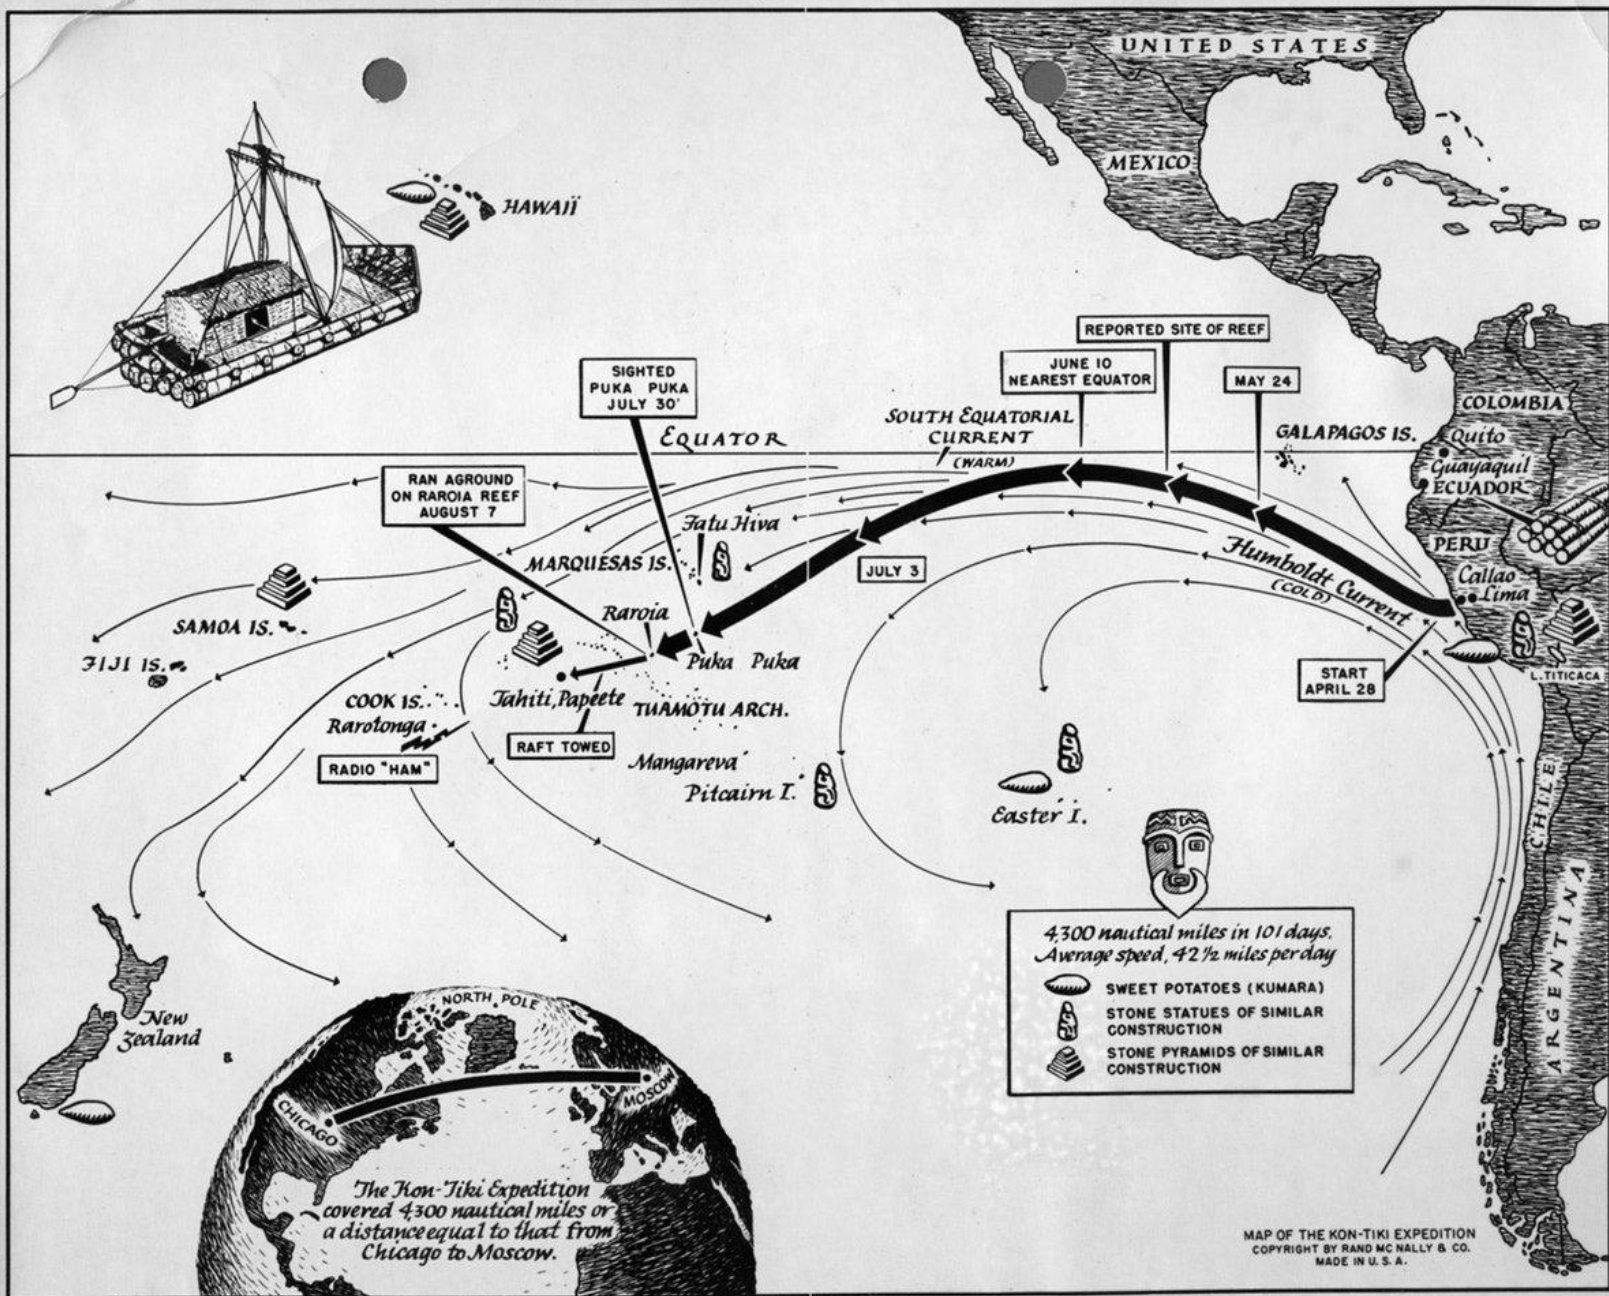 UNITED STATES
MEXICO
HAWAII
REPORTED SITE OF REEF
JUNE 10
NEAREST EQUATOR
MAY 24
SIGHTED
PUKA PUKA
JULY 30'
COLOMBIA
SOUTH EQUATORIAL
CURRENT
(WARM)
EQUATOR
GALAPAGOS IS.
Quito
Guayaquil
ECUADOR
RAN AGROUND
ON RAROIA REEF
AUGUST 7
Fatu Hiva
MARQUESAS IS.
JULY 3
PERU
Humboldt Current
(COLD)
Callao
Lima
Raroia
SAMOA IS.
FIJI IS.
Puka Puka
START
APRIL 28
L. TITICACA
COOK IS.
Rarotonga
Tahiti, Papeete
TUAMOTU ARCH.
RAFT TOWED
RADIO "HAM"
Mangareva
Pitcairn I.
Easter I.
CHILE
ARGENTINA
4,300 nautical miles in 101 days.
Average speed, 42 1/2 miles per day
SWEET POTATOES (KUMARA)
STONE STATUES OF SIMILAR
CONSTRUCTION
STONE PYRAMIDS OF SIMILAR
CONSTRUCTION
New
Zealand
8
NORTH POLE
CHICAGO
MOSCOW
The Kon-Tiki Expedition
covered 4,300 nautical miles or
a distance equal to that from
Chicago to Moscow.
MAP OF THE KON-TIKI EXPEDITION
COPYRIGHT BY RAND MCNALLY & CO.
MADE IN U.S.A.